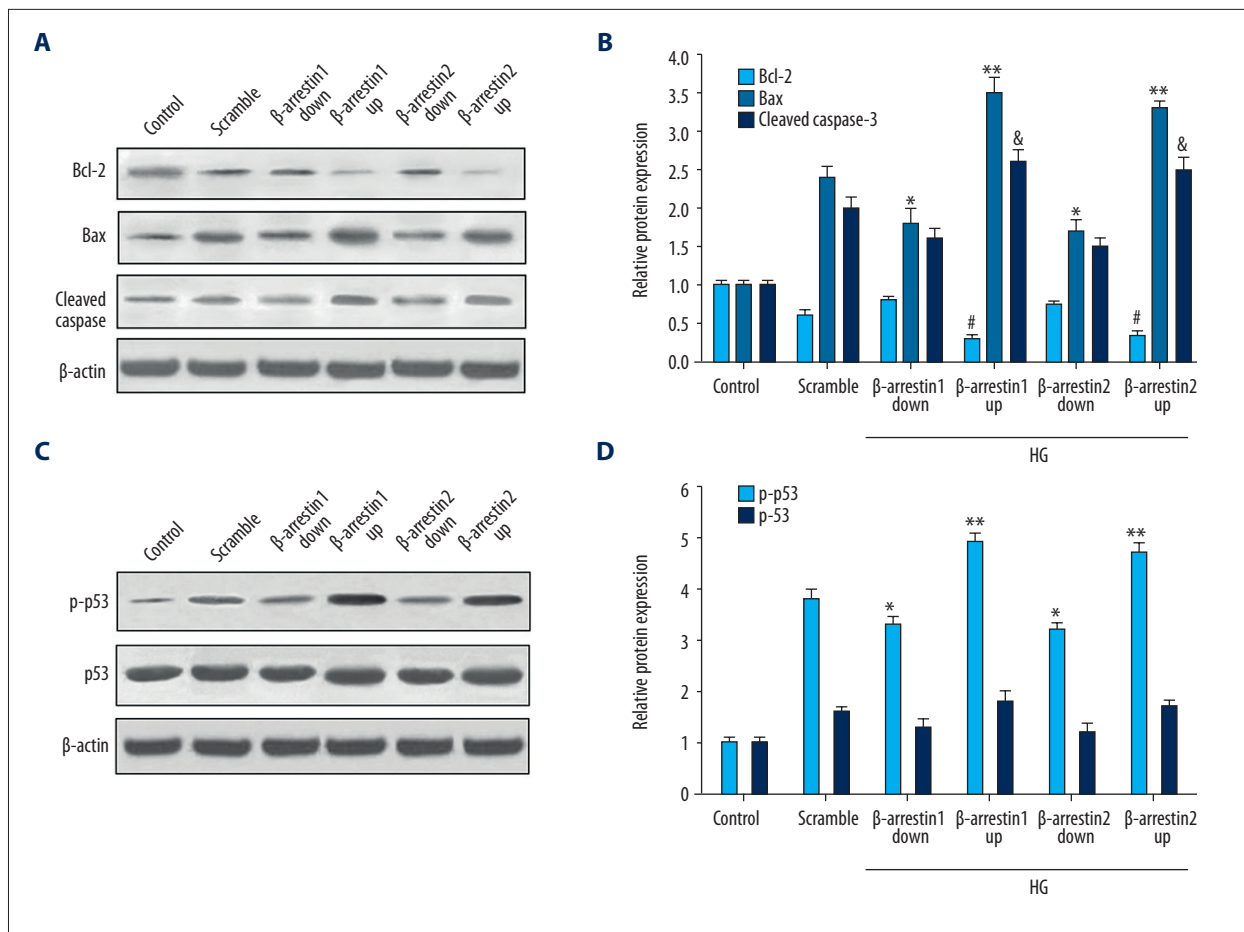 A
Control
Scramble
β-arrestin1
down
β-arrestin1
up
β-arrestin2
down
β-arrestin2
up
Bcl-2
Bax
Cleaved
caspase
β-actin
B
Bcl-2
Bax
Cleaved caspase-3
Relative protein expression
4.0
3.5
3.0
2.5
2.0
1.5
1.0
0.5
0.0
*
#
**
&
*
#
**
&
Control
Scramble
β-arrestin1
down
β-arrestin1
up
β-arrestin2
down
β-arrestin2
up
HG
C
Control
Scramble
β-arrestin1
down
β-arrestin1
up
β-arrestin2
down
β-arrestin2
up
p-p53
p53
β-actin
D
p-p53
p-53
Relative protein expression
6
5
4
3
2
1
0
*
**
*
**
Control
Scramble
β-arrestin1
down
β-arrestin1
up
β-arrestin2
down
β-arrestin2
up
HG